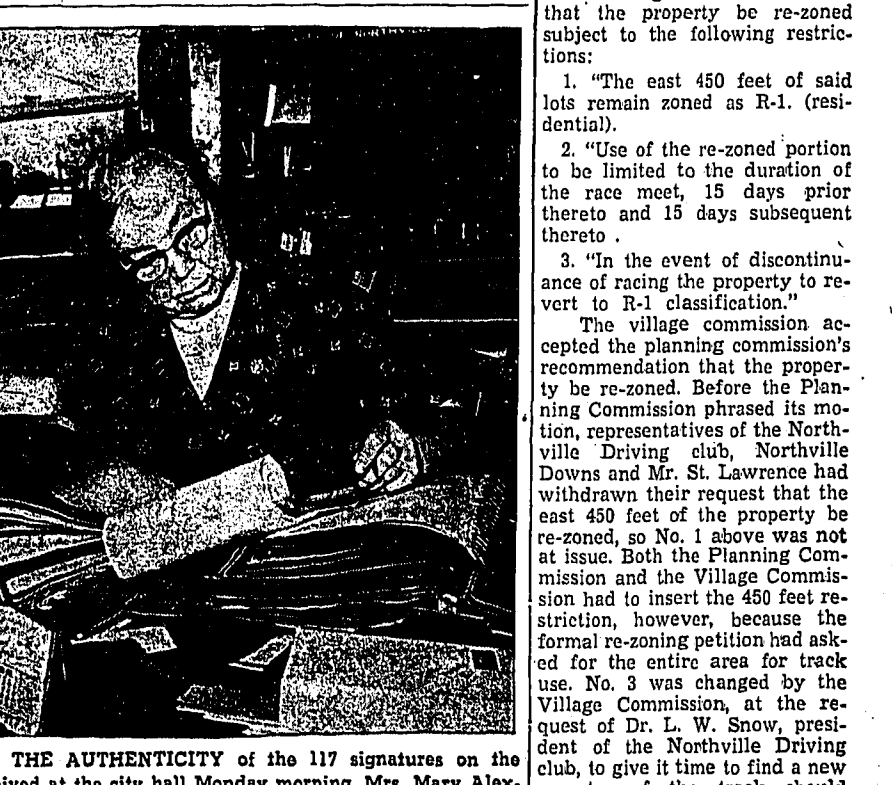 THE AUTHENTICITY of the 117 signatures on the
at the city hall Monday morning. Mrs. Mary Alex-
that the property be re-zoned
subject to the following restric-
tions:
1. “The east 450 feet of said
lots remain zoned as R-1. (resi-
dential).
2. “Use of the re-zoned portion
to be limited to the duration of
the race meet, 15 days prior
thereto and 15 days subsequent
thereto .
3. “In the event of discontinu-
ance of racing the property to re-
vert to R-1 classification.”
The village commission ac-
cepted the planning commission’s
recommendation that the proper-
ty be re-zoned. Before the Plan-
ning Commission phrased its mo-
tion, representatives of the North-
ville Driving club, Northville
Downs and Mr. St. Lawrence had
withdrawn their request that the
east 450 feet of the property be
re-zoned, so No. 1 above was not
at issue. Both the Planning Com-
mission and the Village Commis-
sion had to insert the 450 feet re-
striction, however, because the
formal re-zoning petition had ask-
ed for the entire area for track
use. No. 3 was changed by the
Village Commission, at the re-
quest of Dr. L. W. Snow, presi-
dent of the Northville Driving
club, to give it time to find a new
of the track should